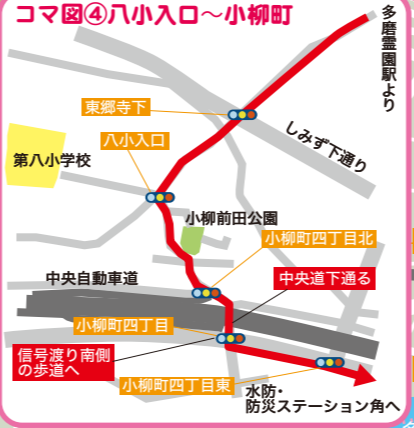 コマ図④八小入口〜小柳町
多磨霊園駅より
東郷寺下
しみず下通り
八小入口
第八小学校
小柳前田公園
小柳町四丁目北
中央自動車道
中央道下通る
小柳町四丁目
信号渡り南側
の歩道へ
小柳町四丁目東
水防・
防災ステーション角へ